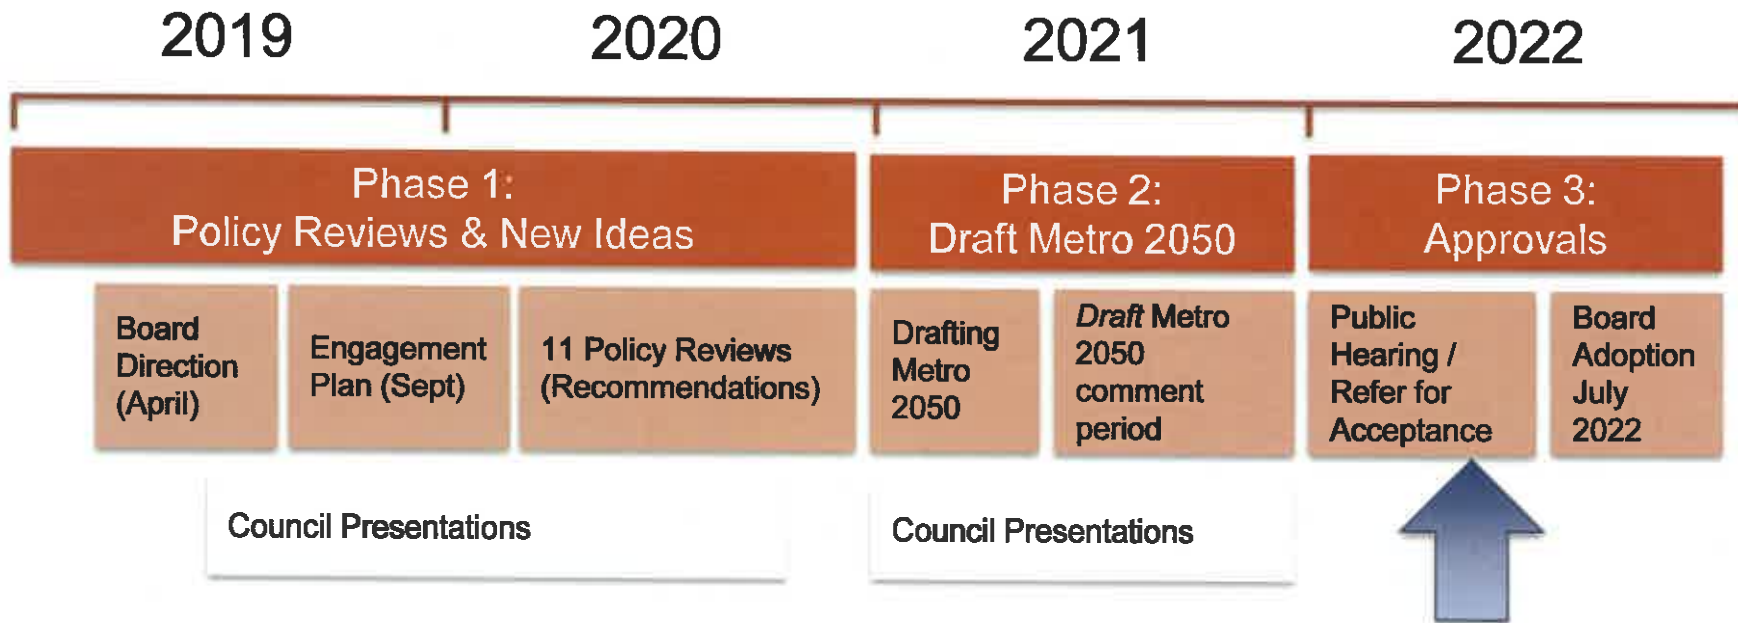 2019
2020
2021
2022
Phase 1:
Policy Reviews & New Ideas
Phase 2:
Draft Metro 2050
Phase 3:
Approvals
Board
Direction
(April)
Engagement
Plan (Sept)
11 Policy Reviews
(Recommendations)
Drafting
Metro
2050
Draft Metro
2050
comment
period
Public
Hearing /
Refer for
Acceptance
Board
Adoption
July
2022
Council Presentations
Council Presentations